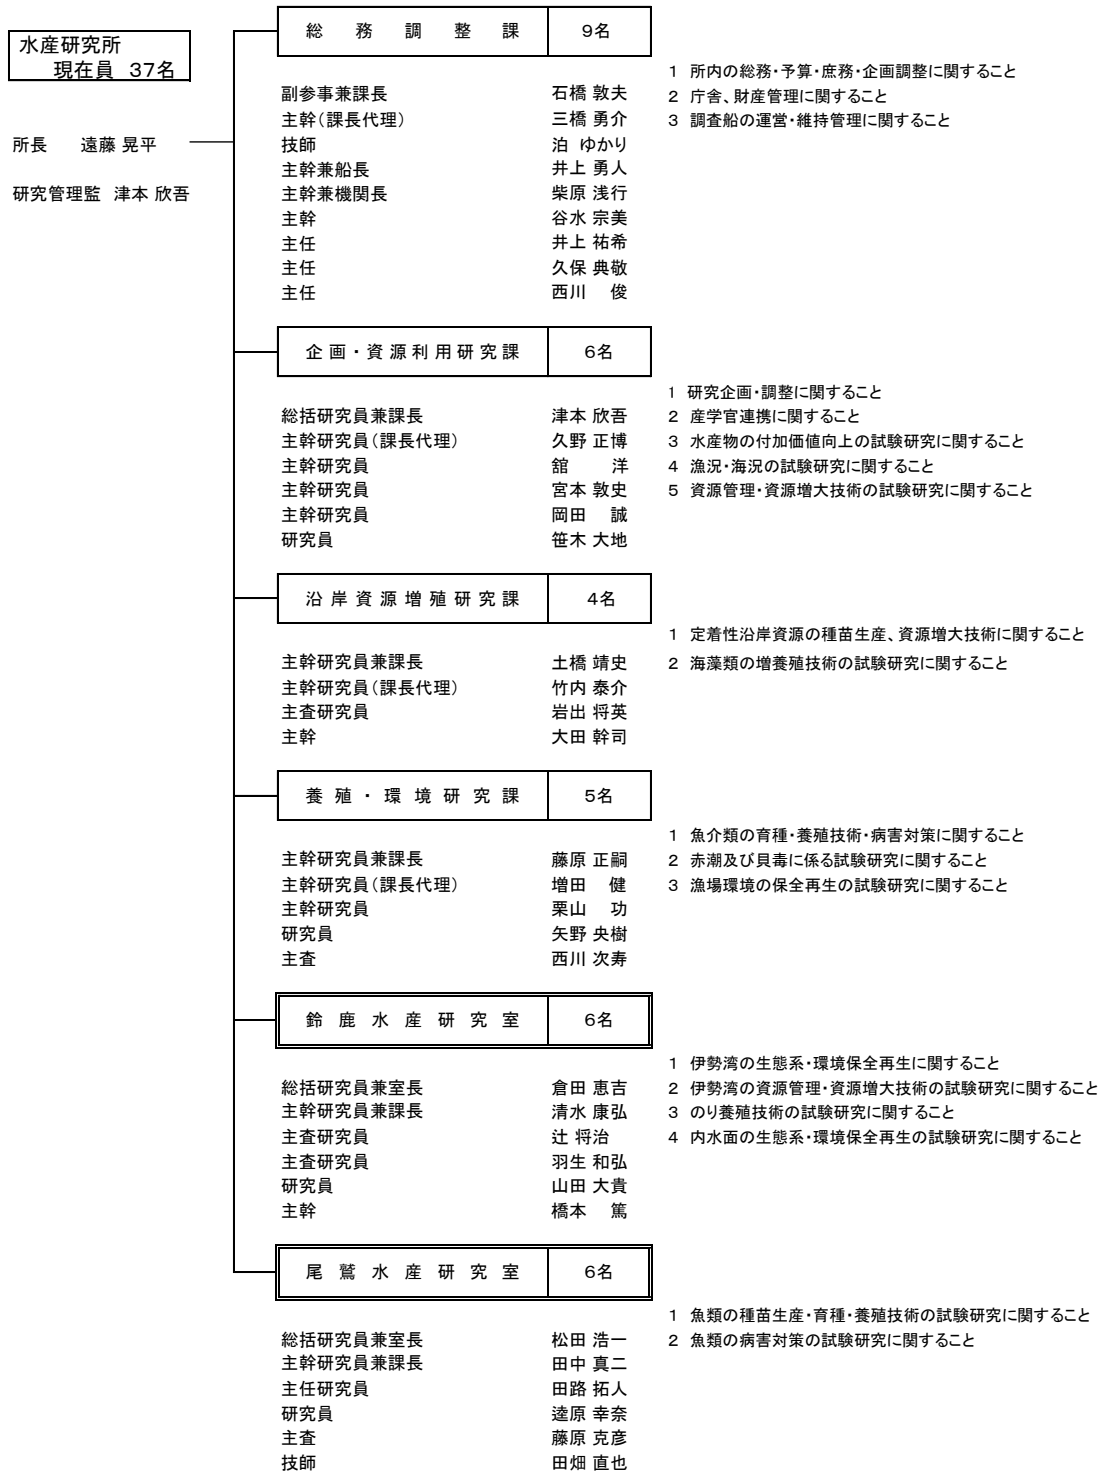 水産研究所
現在員 37名
所長 遠藤 晃平
研究管理監 津本 欣吾
総務調整課 9名
1 所内の総務・予算・庶務・企画調整に関すること
副参事兼課長 石橋 敦夫 2 庁舎、財産管理に関すること
主幹(課長代理) 三橋 勇介 3 調査船の運営・維持管理に関すること
技師 泊 ゆかり
主幹兼船長 井上 勇人
主幹兼機関長 柴原 浅行
主幹 谷水 宗美
主任 井上 祐希
主任 久保 典敬
主任 西川 俊
企画・資源利用研究課 6名
1 研究企画・調整に関すること
総括研究員兼課長 津本 欣吾 2 産学官連携に関すること
主幹研究員(課長代理) 久野 正博 3 水産物の付加価値向上の試験研究に関すること
主幹研究員 舘 洋 4 漁況・海況の試験研究に関すること
主幹研究員 宮本 敦史 5 資源管理・資源増大技術の試験研究に関すること
主幹研究員 岡田 誠
研究員 笹木 大地
沿岸資源増殖研究課 4名
1 定着性沿岸資源の種苗生産、資源増大技術に関すること
主幹研究員兼課長 土橋 靖史 2 海藻類の増養殖技術の試験研究に関すること
主幹研究員(課長代理) 竹内 泰介
主査研究員 岩出 将英
主幹 大田 幹司
養殖・環境研究課 5名
1 魚介類の育種・養殖技術・病害対策に関すること
主幹研究員兼課長 藤原 正嗣 2 赤潮及び貝毒に係る試験研究に関すること
主幹研究員(課長代理) 増田 健 3 漁場環境の保全再生の試験研究に関すること
主幹研究員 栗山 功
研究員 矢野 央樹
主査 西川 次寿
鈴鹿水産研究室 6名
1 伊勢湾の生態系・環境保全再生に関すること
総括研究員兼室長 倉田 恵吉 2 伊勢湾の資源管理・資源増大技術の試験研究に関すること
主幹研究員兼課長 清水 康弘 3 のり養殖技術の試験研究に関すること
主査研究員 辻 将治 4 内水面の生態系・環境保全再生の試験研究に関すること
主査研究員 羽生 和弘
研究員 山田 大貴
主幹 橋本 篤
尾鷲水産研究室 6名
1 魚類の種苗生産・育種・養殖技術の試験研究に関すること
総括研究員兼室長 松田 浩一 2 魚類の病害対策の試験研究に関すること
主幹研究員兼課長 田中 真二
主任研究員 田路 拓人
研究員 逵原 幸奈
主査 藤原 克彦
技師 田畑 直也